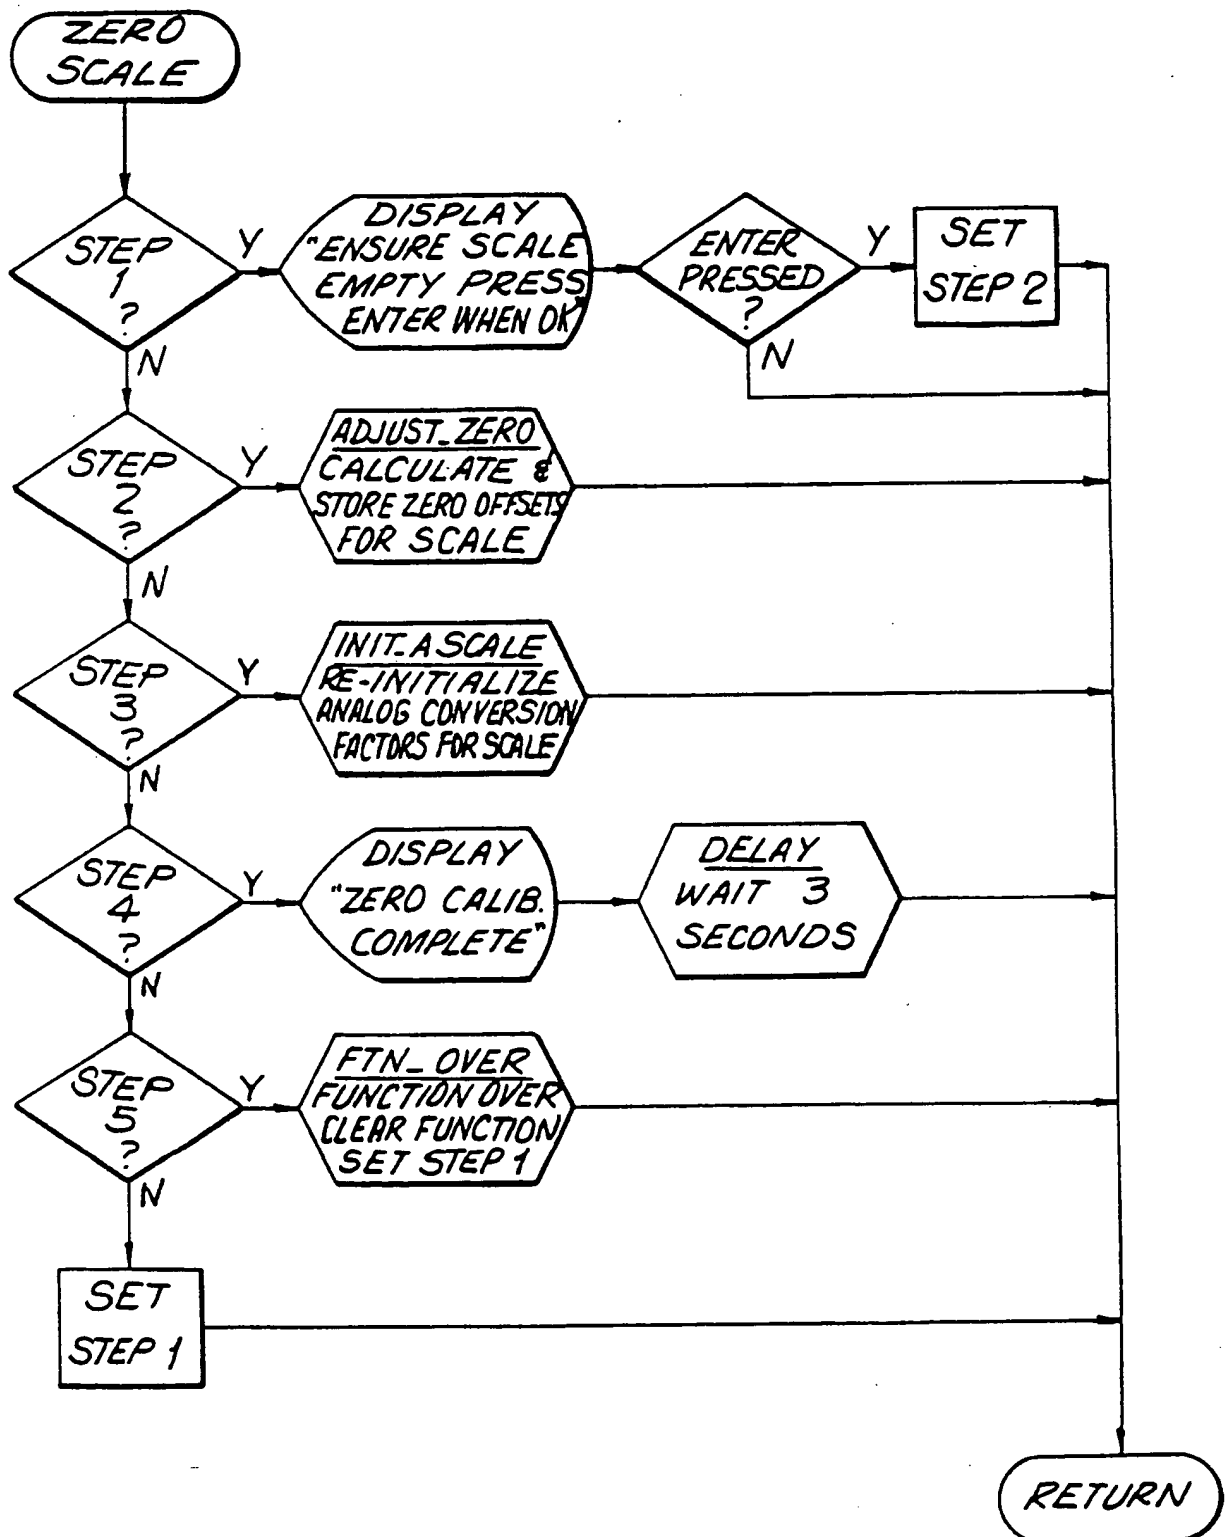 ZERO
SCALE
STEP
1
?
Y
N
DISPLAY
"ENSURE SCALE
EMPTY PRESS
ENTER WHEN OK"
ENTER
PRESSED
?
Y
N
SET
STEP 2
STEP
2
?
Y
N
ADJUST_ZERO
CALCULATE &
STORE ZERO OFFSETS
FOR SCALE
STEP
3
?
Y
N
INIT_ASCALE
RE-INITIALIZE
ANALOG CONVERSION
FACTORS FOR SCALE
STEP
4
?
Y
N
DISPLAY
"ZERO CALIB.
COMPLETE"
DELAY
WAIT 3
SECONDS
STEP
5
?
Y
N
FTN_OVER
FUNCTION OVER
CLEAR FUNCTION
SET STEP 1
SET
STEP 1
RETURN